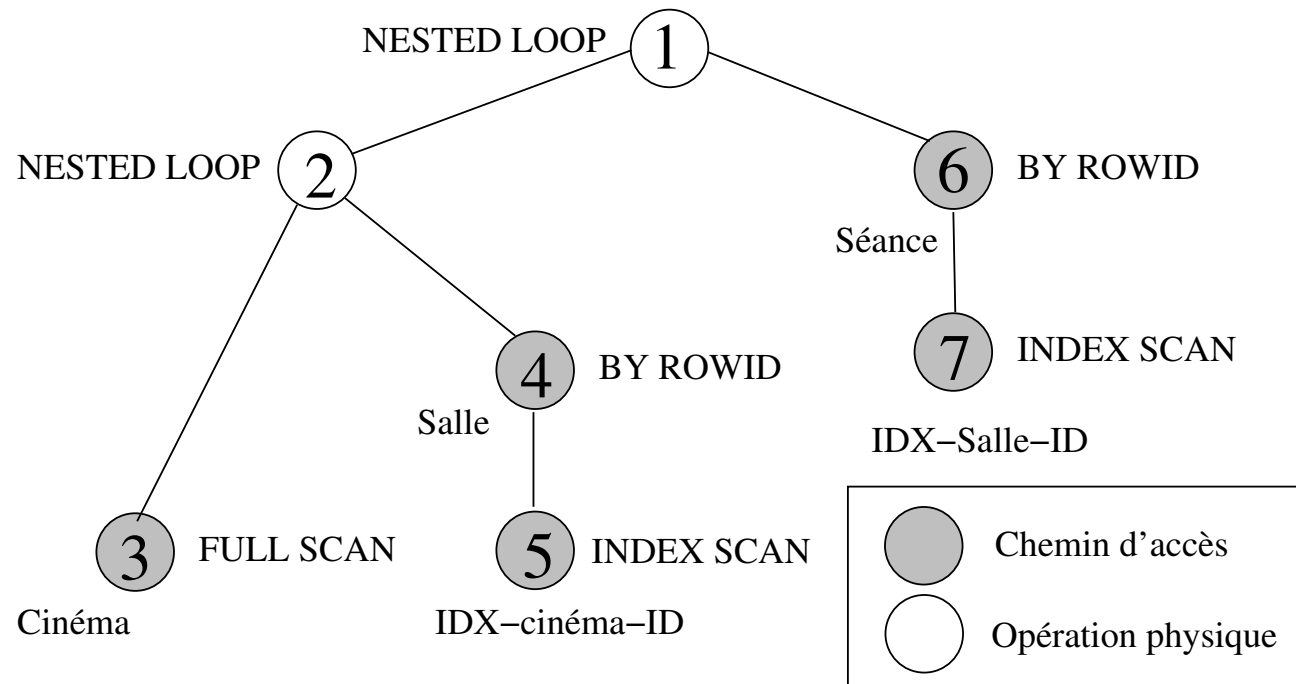 NESTED LOOP
1
NESTED LOOP
2
6
BY ROWID
Séance
4
BY ROWID
Salle
7
INDEX SCAN
IDX−Salle−ID
3
FULL SCAN
Cinéma
5
INDEX SCAN
IDX−cinéma−ID
Chemin d'accès
Opération physique